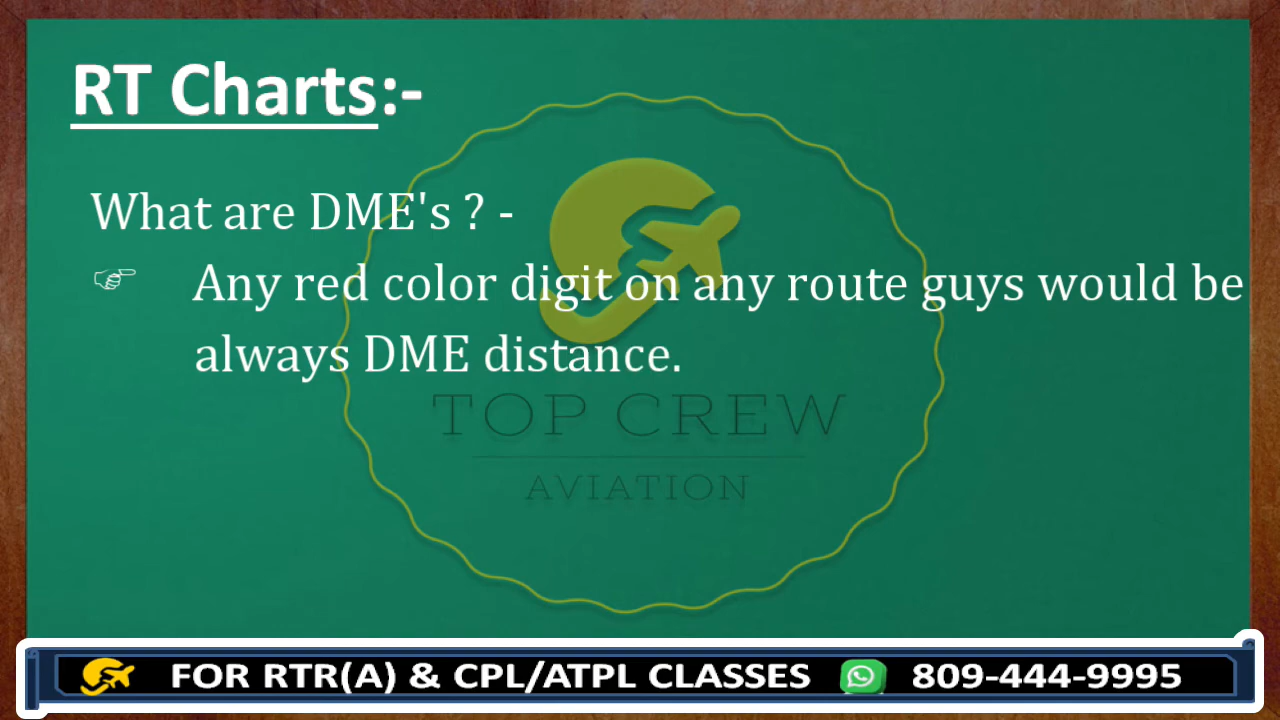 RT Charts:-
What are DME's ? -
☞ Any red color digit on any route guys would be
always DME distance.
TOP CREW
AVIATION
FOR RTR(A) & CPL/ATPL CLASSES 809-444-9995